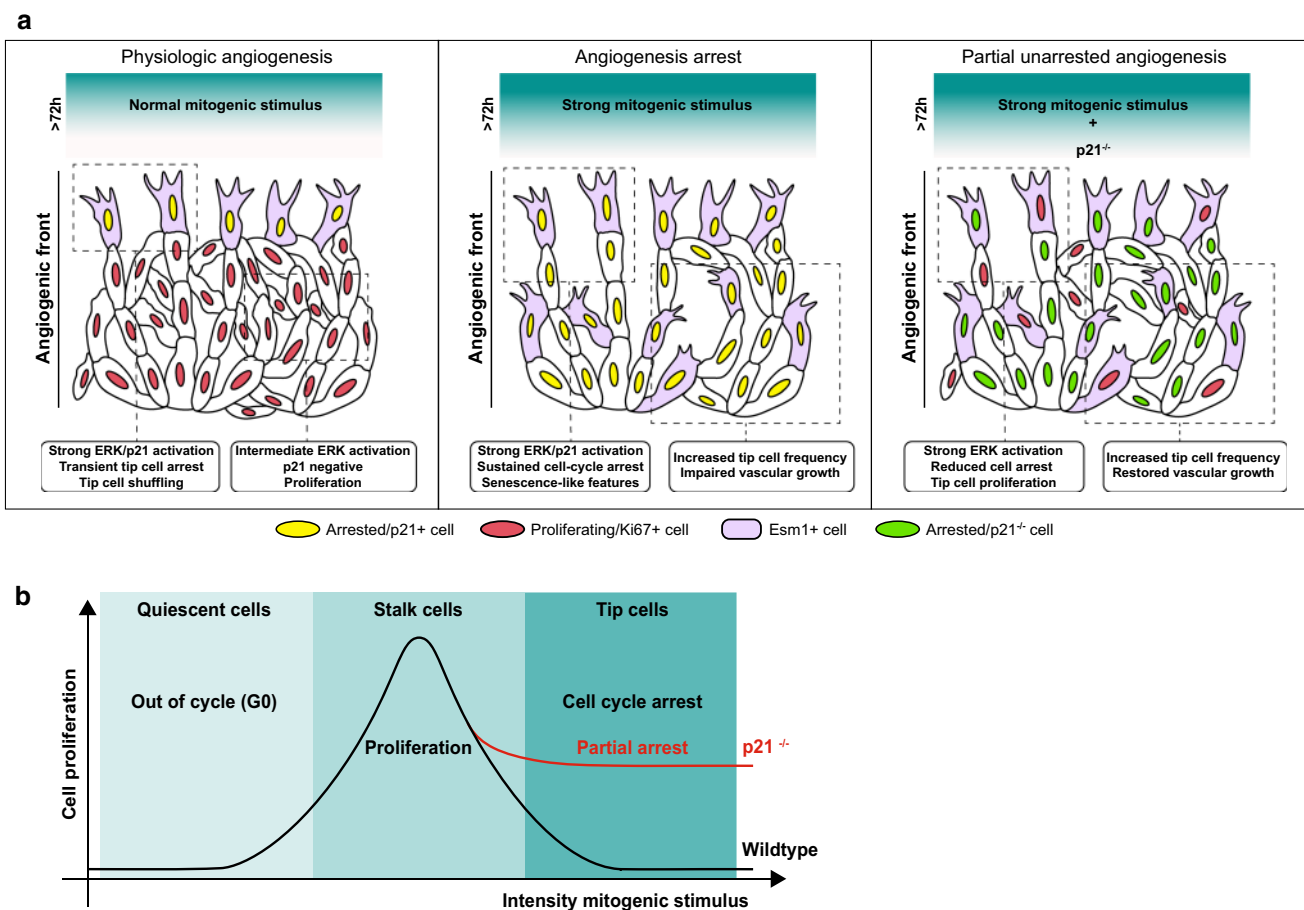 a
Physiologic angiogenesis
>72h
Normal mitogenic stimulus
Angiogenic front
Strong ERK/p21 activation
Transient tip cell arrest
Tip cell shuffling
Intermediate ERK activation
p21 negative
Proliferation
Angiogenesis arrest
>72h
Strong mitogenic stimulus
Angiogenic front
Strong ERK/p21 activation
Sustained cell-cycle arrest
Senescence-like features
Increased tip cell frequency
Impaired vascular growth
Partial unarrested angiogenesis
>72h
Strong mitogenic stimulus
+
p21-/-
Angiogenic front
Strong ERK activation
Reduced cell arrest
Tip cell proliferation
Increased tip cell frequency
Restored vascular growth
Arrested/p21+ cell
Proliferating/Ki67+ cell
Esm1+ cell
Arrested/p21-/- cell
b
Cell proliferation
Quiescent cells
Stalk cells
Tip cells
Out of cycle (G0)
Cell cycle arrest
Proliferation
Partial arrest
p21 -/-
Wildtype
Intensity mitogenic stimulus